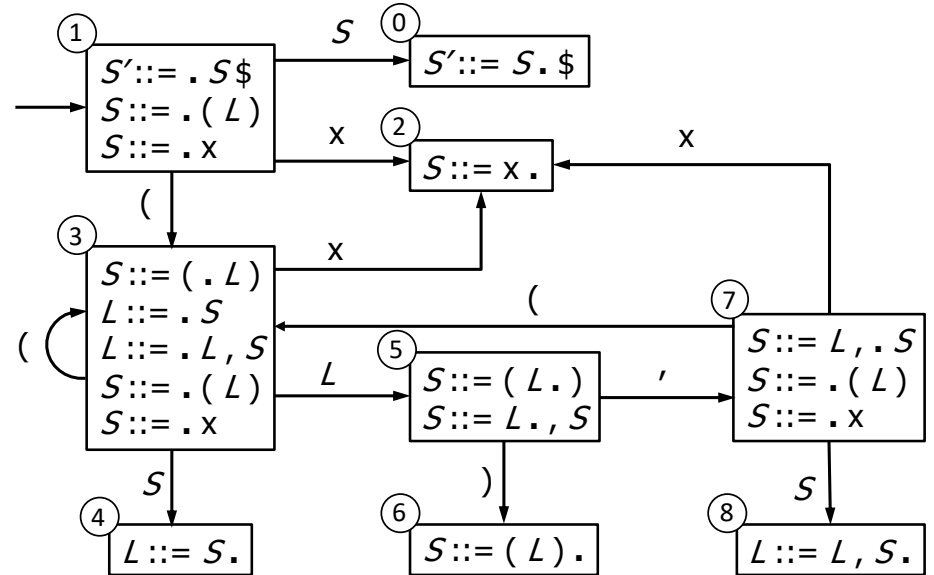 1
S′::= . S$
S::= .( L)
S::= .x
S
0
S′::= S.$
x
2
S::= x.
x
(
3
S::= (. L)
L::= . S
L::= . L, S
S::= .( L)
S::= .x
(
x
(
L
5
S::= ( L.)
S::= L., S
,
7
S::= L,. S
S::= .( L)
S::= .x
S
4
L::= S.
)
6
S::= ( L).
S
8
L::= L, S.